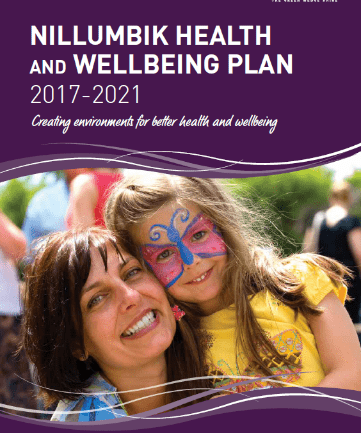 NILLUMBIK HEALTH
AND WELLBEING PLAN
2017-2021
Creating environments for better health and wellbeing